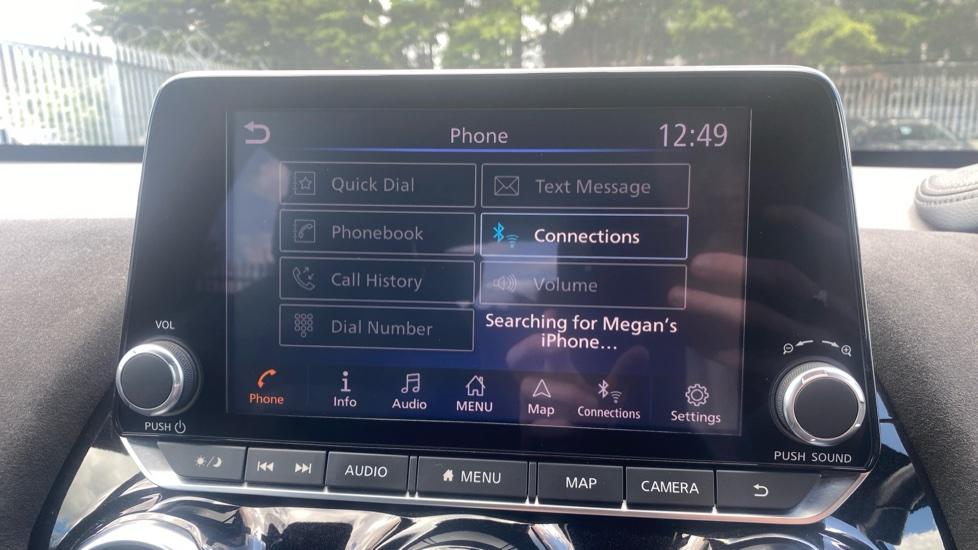 Phone
12:49
Quick Dial
Text Message
Phonebook
Connections
Call History
Volume
Dial Number
Searching for Megan's
iPhone...
Phone
Info
Audio
MENU
Map
Connections
Settings
VOL
PUSH
PUSH SOUND
AUDIO
MENU
MAP
CAMERA